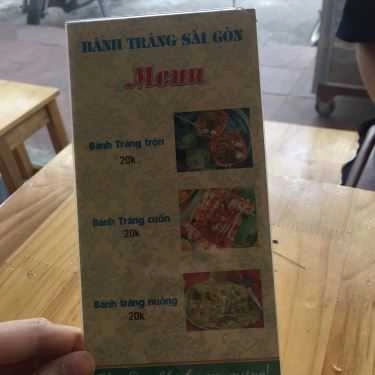 BÁNH TRÁNG SÀI GÒN
Menu
Bánh Tráng trộn
20k
Bánh Tráng cuốn
20k
Bánh tráng nướng
20k